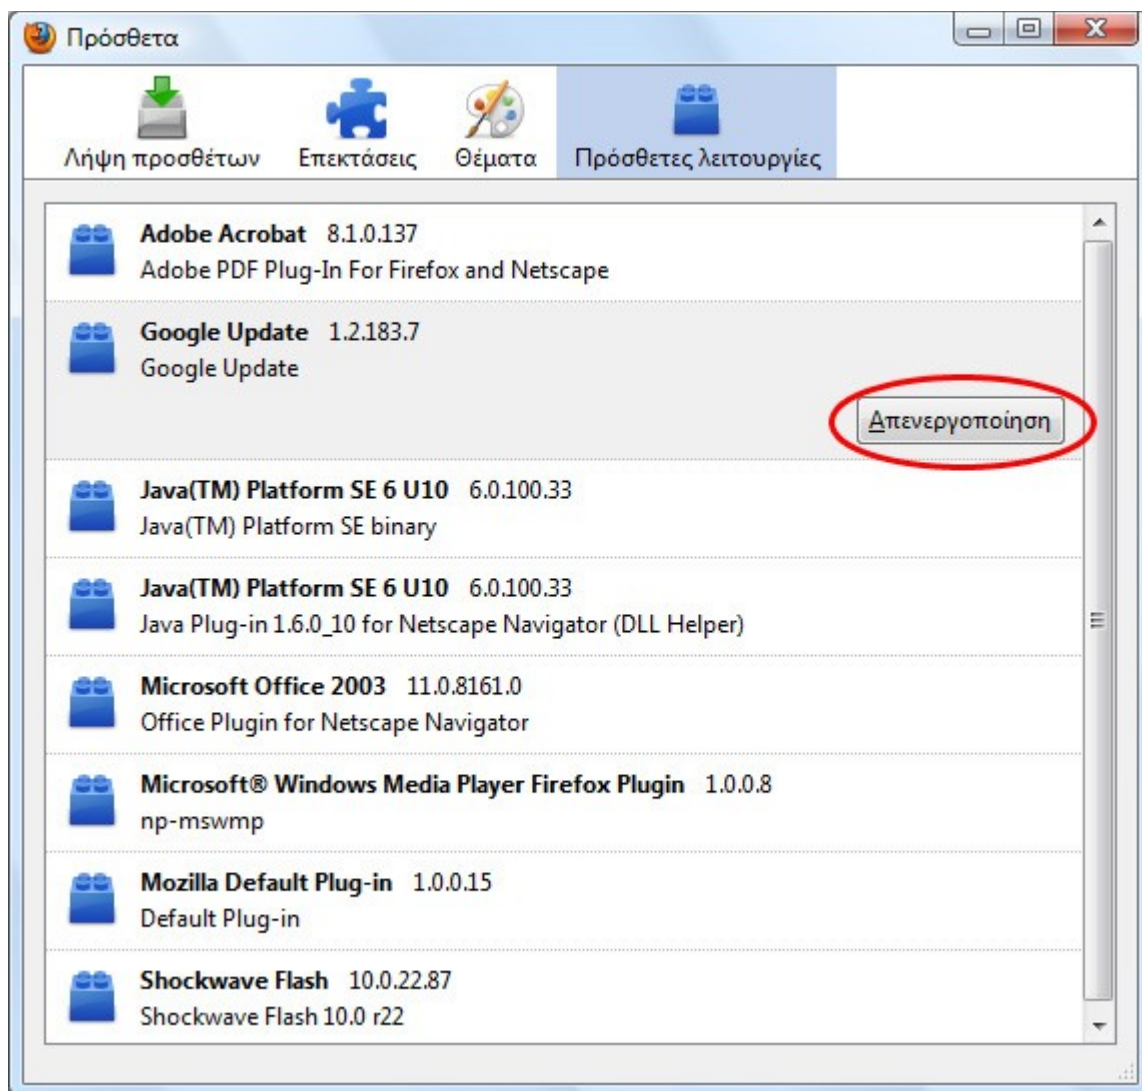 Πρόσθετα
Λήψη προσθέτων Επεκτάσεις Θέματα Πρόσθετες λειτουργίες
Adobe Acrobat 8.1.0.137
Adobe PDF Plug-In For Firefox and Netscape
Google Update 1.2.183.7
Google Update
Απενεργοποίηση
Java(TM) Platform SE 6 U10 6.0.100.33
Java(TM) Platform SE binary
Java(TM) Platform SE 6 U10 6.0.100.33
Java Plug-in 1.6.0_10 for Netscape Navigator (DLL Helper)
Microsoft Office 2003 11.0.8161.0
Office Plugin for Netscape Navigator
Microsoft® Windows Media Player Firefox Plugin 1.0.0.8
np-mswmp
Mozilla Default Plug-in 1.0.0.15
Default Plug-in
Shockwave Flash 10.0.22.87
Shockwave Flash 10.0 r22